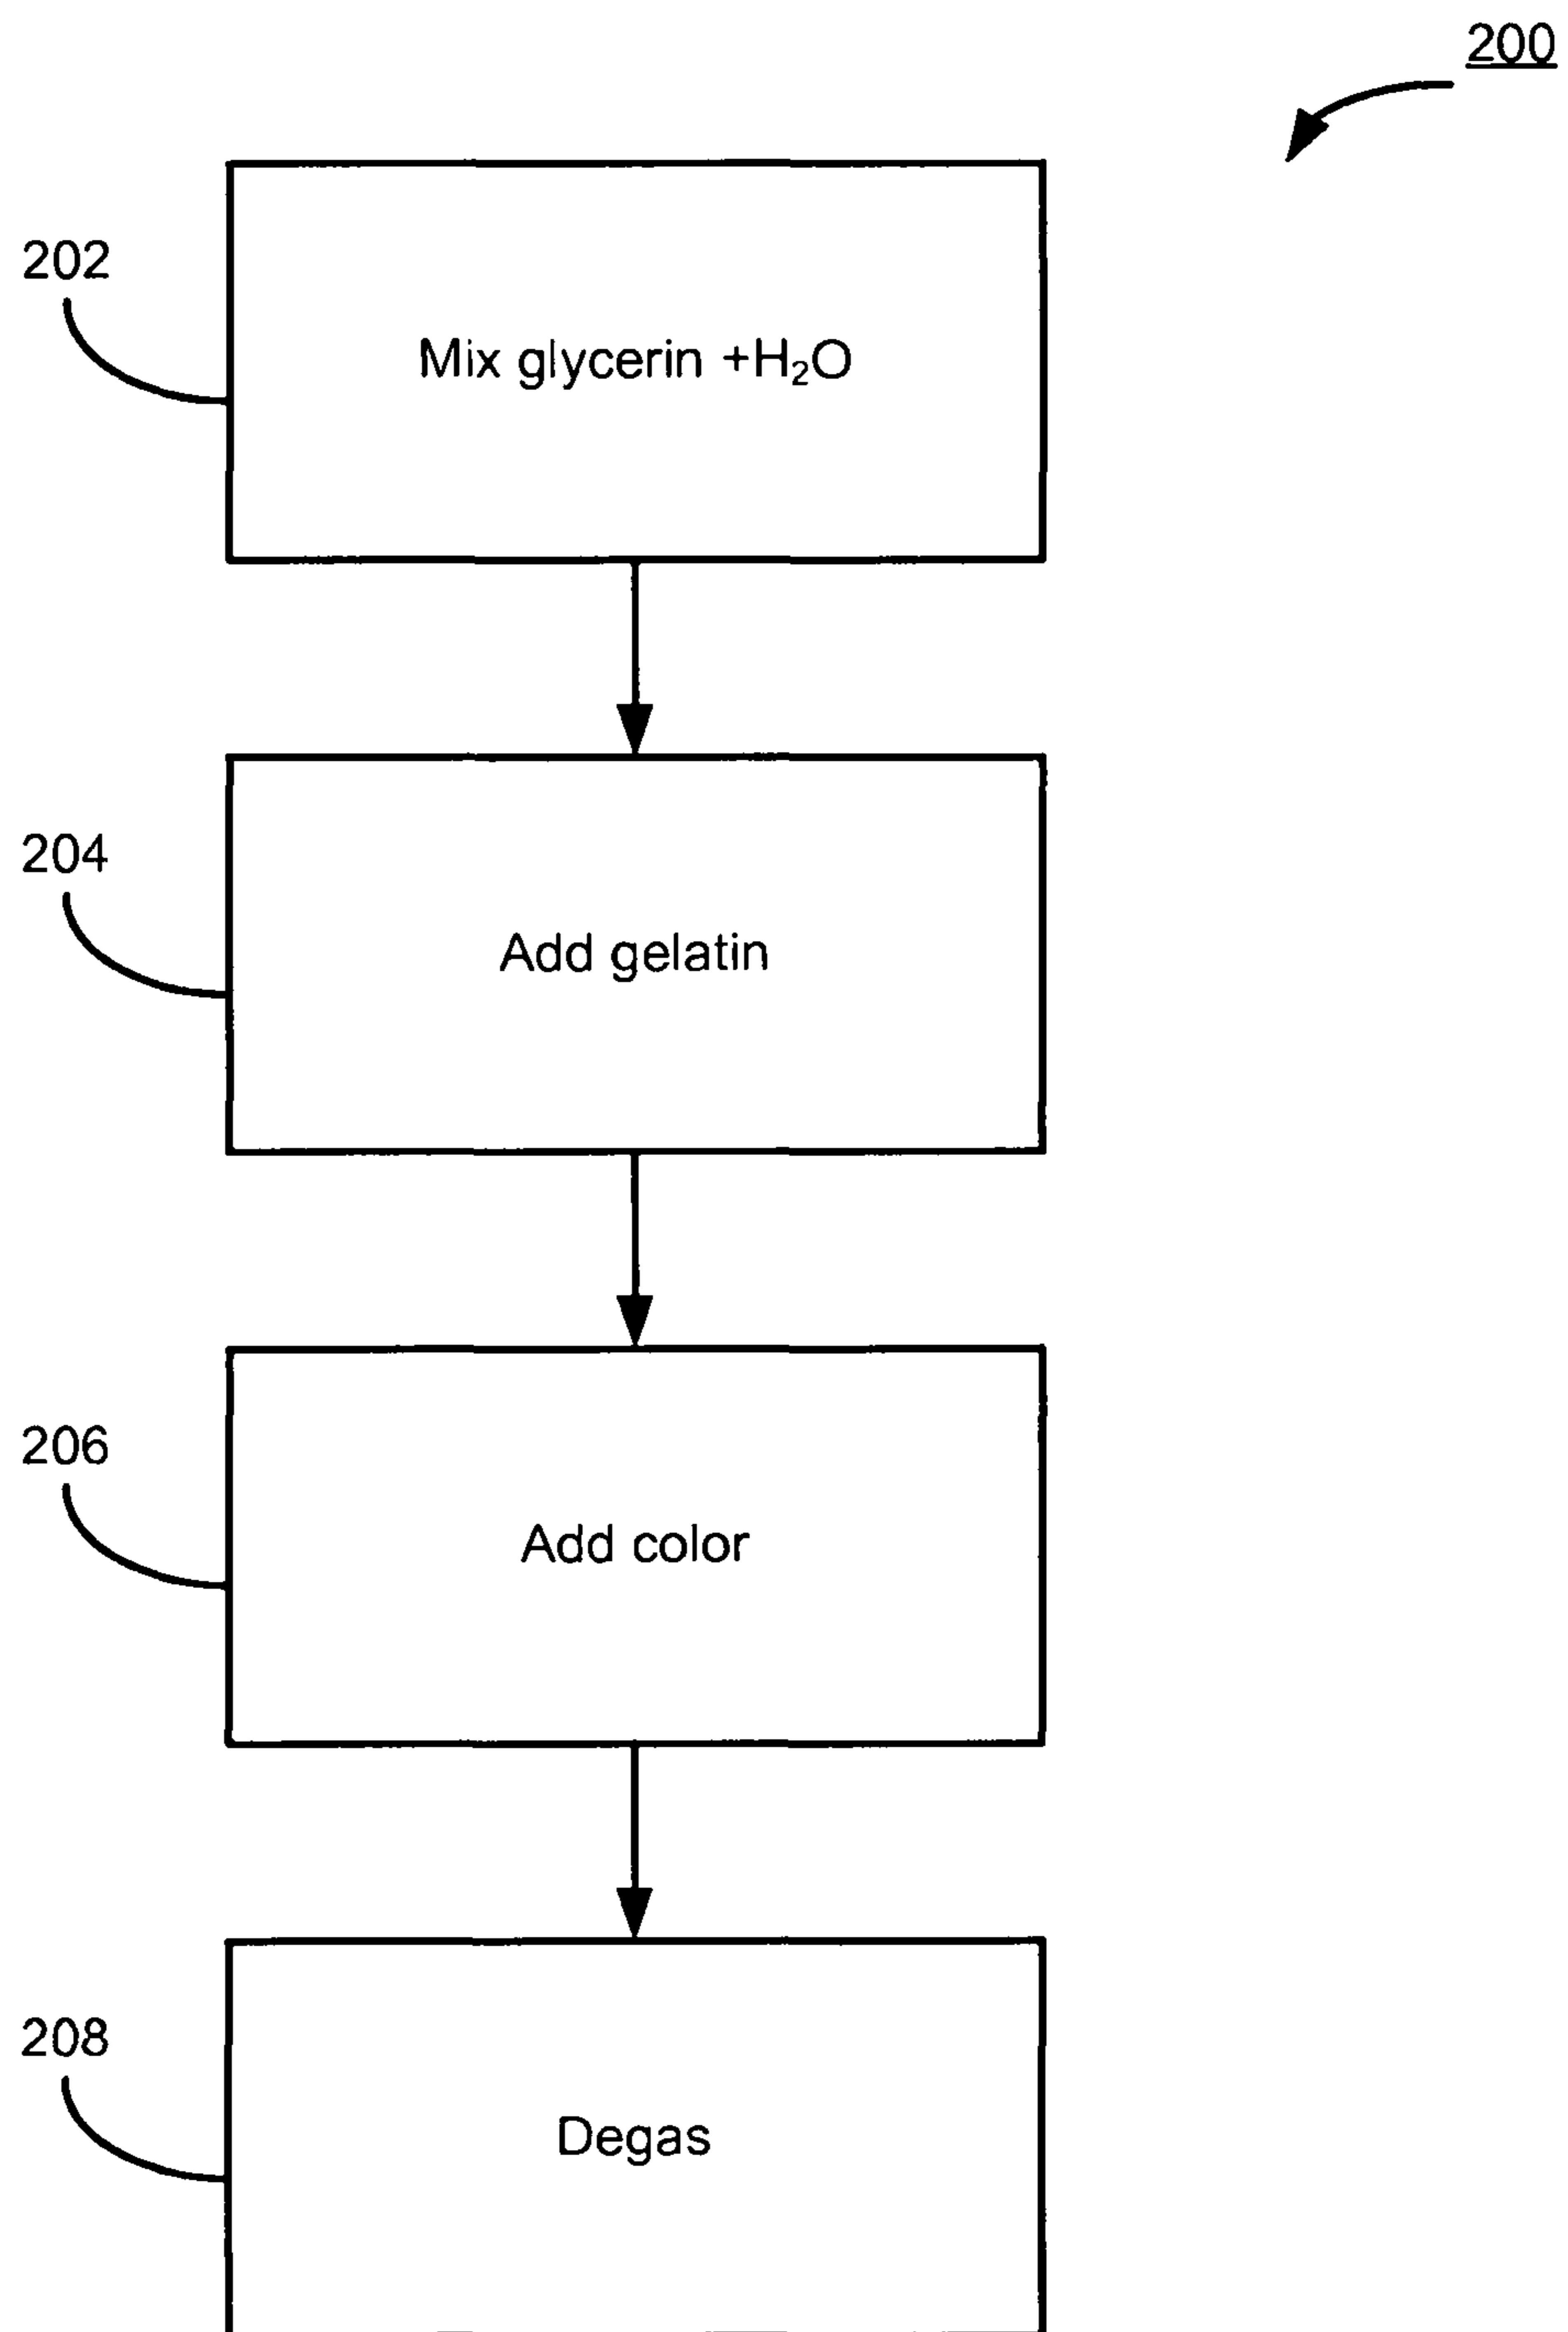 200
202
Mix glycerin +H₂O
204
Add gelatin
206
Add color
208
Degas